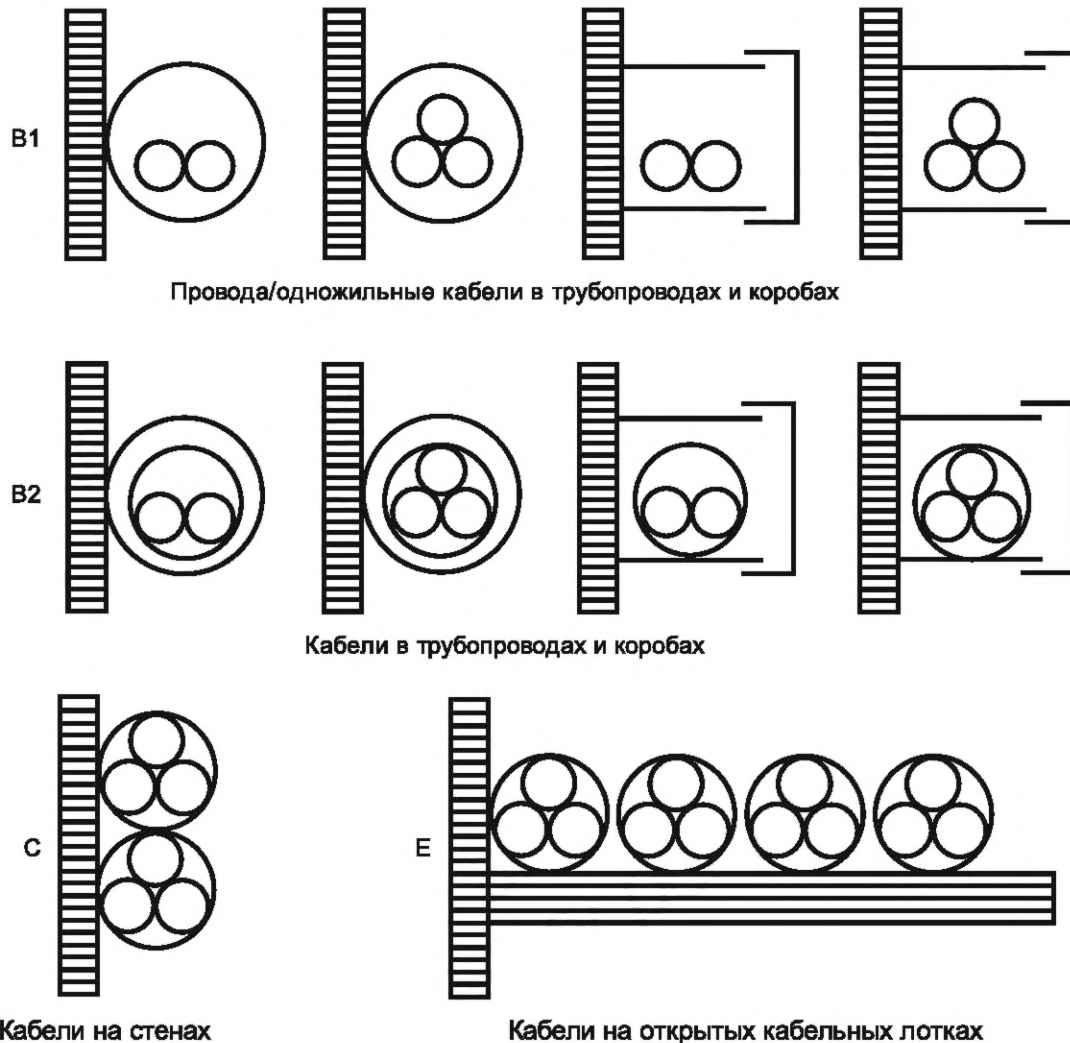 B1
Провода/одножильные кабели в трубопроводах и коробах
B2
Кабели в трубопроводах и коробах
C
E
Кабели на стенах
Кабели на открытых кабельных лотках